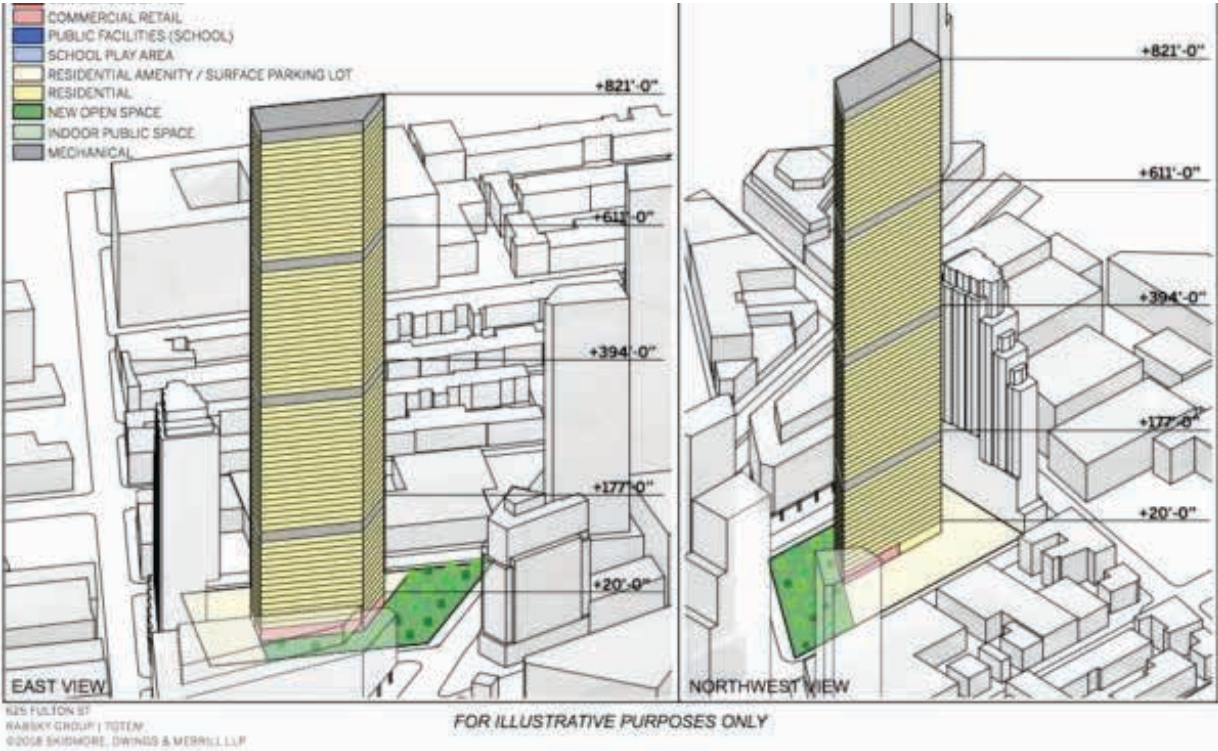 COMMERCIAL RETAIL
PUBLIC FACILITIES (SCHOOL)
SCHOOL PLAY AREA
RESIDENTIAL AMENITY / SURFACE PARKING LOT
RESIDENTIAL
NEW OPEN SPACE
INDOOR PUBLIC SPACE
MECHANICAL
+821'-0"
+611'-0"
+394'-0"
+177'-0"
+20'-0"
EAST VIEW
+821'-0"
+611'-0"
+394'-0"
+177'-0"
+20'-0"
NORTHWEST VIEW
625 FULTON ST
RABSKY GROUP | TOTEM
©2018 SKIDMORE, OWINGS & MERRILL LLP
FOR ILLUSTRATIVE PURPOSES ONLY